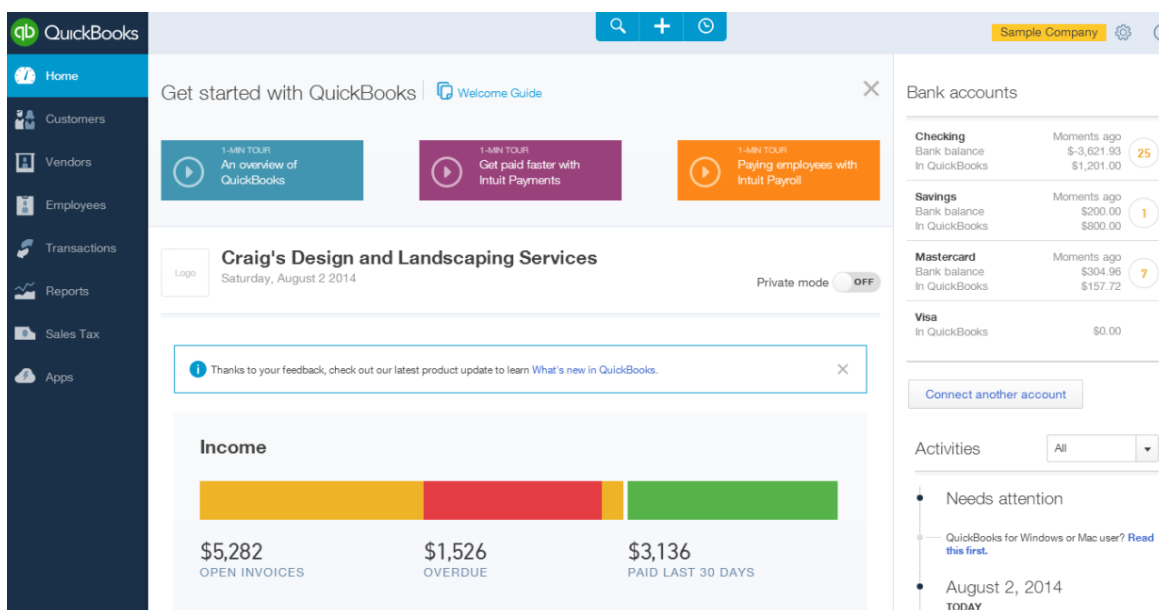 qb QuickBooks
Sample Company
Home
Customers
Vendors
Employees
Transactions
Reports
Sales Tax
Apps
Get started with QuickBooks
Welcome Guide
1-MIN TOUR
An overview of
QuickBooks
1-MIN TOUR
Get paid faster with
Intuit Payments
1-MIN TOUR
Paying employees with
Intuit Payroll
Logo
Craig's Design and Landscaping Services
Saturday, August 2 2014
Private mode OFF
i Thanks to your feedback, check out our latest product update to learn What's new in QuickBooks.
Income
$5,282
OPEN INVOICES
$1,526
OVERDUE
$3,136
PAID LAST 30 DAYS
Bank accounts
Checking Moments ago
Bank balance $-3,621.93 25
In QuickBooks $1,201.00
Savings Moments ago
Bank balance $200.00 1
In QuickBooks $800.00
Mastercard Moments ago
Bank balance $304.96 7
In QuickBooks $157.72
Visa
In QuickBooks $0.00
Connect another account
Activities All
Needs attention
QuickBooks for Windows or Mac user? Read
this first.
August 2, 2014
TODAY